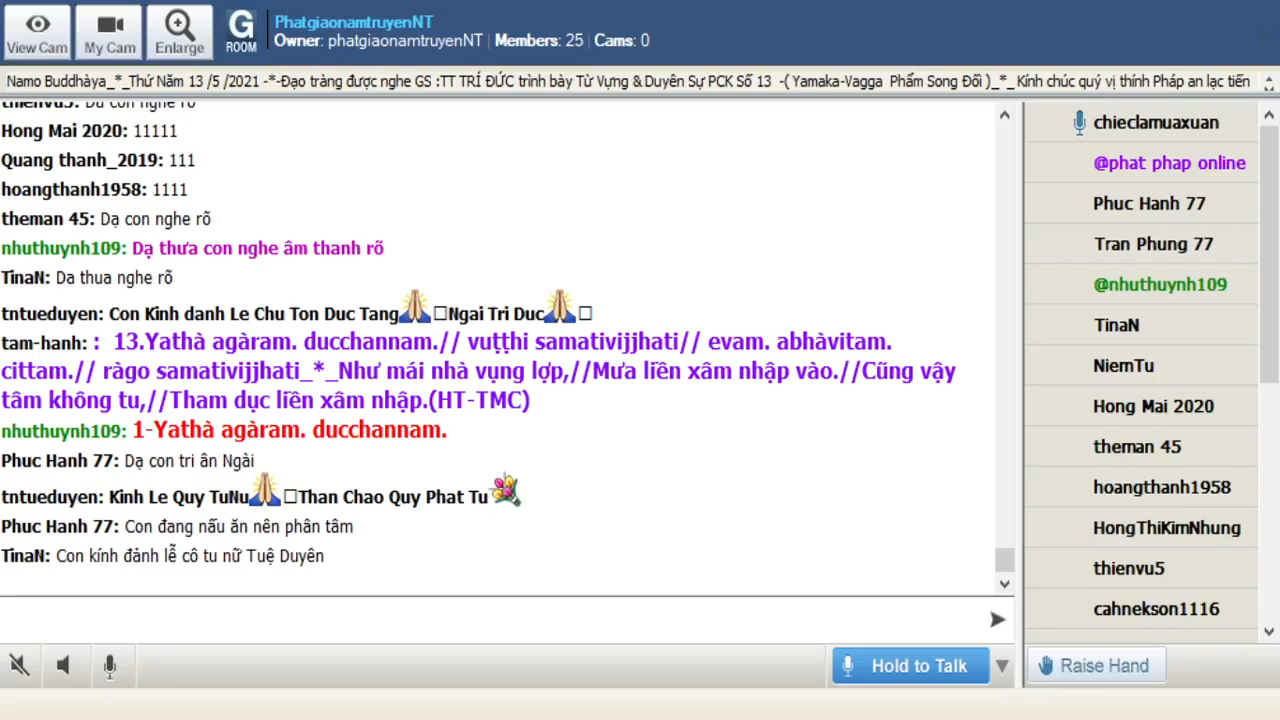 View Cam
My Cam
Enlarge
G
ROOM
PhatgiaonamtruyenNT
Owner: phatgiaonamtruyenNT | Members: 25 | Cams: 0
Namo Buddhàya_*_Thứ Năm 13 /5 /2021 -*-Đạo tràng được nghe GS :TT TRÍ ĐỨC trình bày Từ Vựng & Duyên Sự PCK Số 13 -( Yamaka-Vagga Phẩm Song Đối )_*_ Kính chúc quý vị thính Pháp an lạc tiến
thienvu5: Dạ con nghe rõ
Hong Mai 2020: 11111
Quang thanh_2019: 111
hoangthanh1958: 1111
theman 45: Dạ con nghe rõ
nhuthuynh109: Dạ thưa con nghe âm thanh rõ
TinaN: Da thua nghe rõ
tntueduyen: Con Kinh danh Le Chu Ton Duc Tang Ngai Tri Duc
tam-hanh: : 13.Yathà agàram. ducchannam.// vuṭṭhi samativijjhati// evam. abhàvitam.
cittam.// ràgo samativijjhati_*_Như mái nhà vụng lợp,//Mưa liền xâm nhập vào.//Cũng vậy
tâm không tu,//Tham dục liền xâm nhập.(HT-TMC)
nhuthuynh109: 1-Yathà agàram. ducchannam.
Phuc Hanh 77: Dạ con tri ân Ngài
tntueduyen: Kinh Le Quy TuNu Than Chao Quy Phat Tu
Phuc Hanh 77: Con đang nấu ăn nên phân tâm
TinaN: Con kính đảnh lễ cô tu nữ Tuệ Duyên
chieclamuaxuan
@phat phap online
Phuc Hanh 77
Tran Phung 77
@nhuthuynh109
TinaN
NiemTu
Hong Mai 2020
theman 45
hoangthanh1958
HongThiKimNhung
thienvu5
cahnekson1116
Hold to Talk
Raise Hand